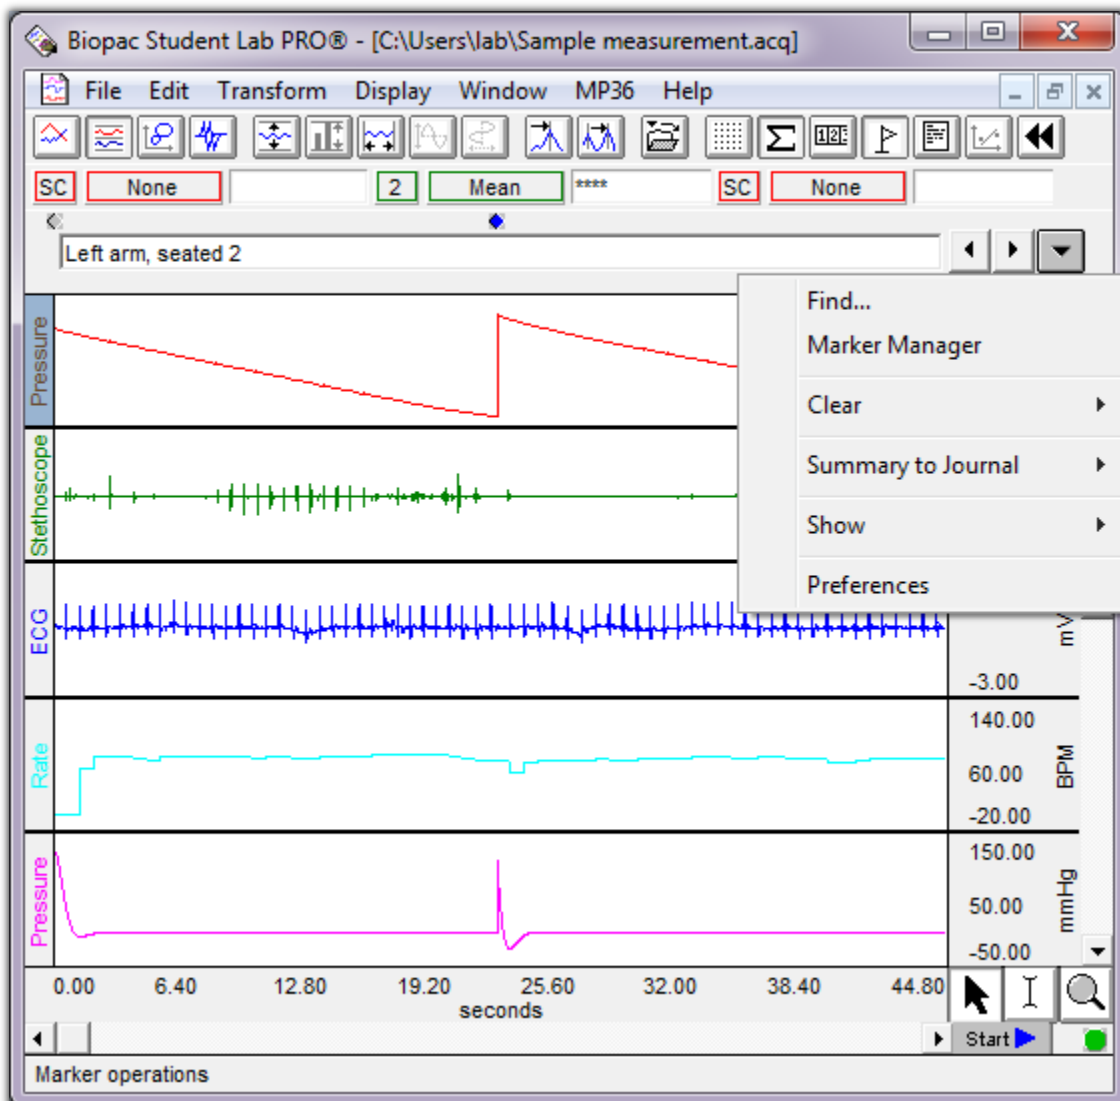 Biopac Student Lab PRO® - [C:\Users\lab\Sample measurement.acq]
File Edit Transform Display Window MP36 Help
SC None 2 Mean **** SC None
Left arm, seated 2
Find...
Marker Manager
Clear
Summary to Journal
Show
Preferences
Pressure
Stethoscope
ECG
mV
-3.00
Rate
140.00
60.00
-20.00
BPM
Pressure
150.00
50.00
-50.00
mmHg
0.00 6.40 12.80 19.20 25.60 32.00 38.40 44.80
seconds
Start
Marker operations